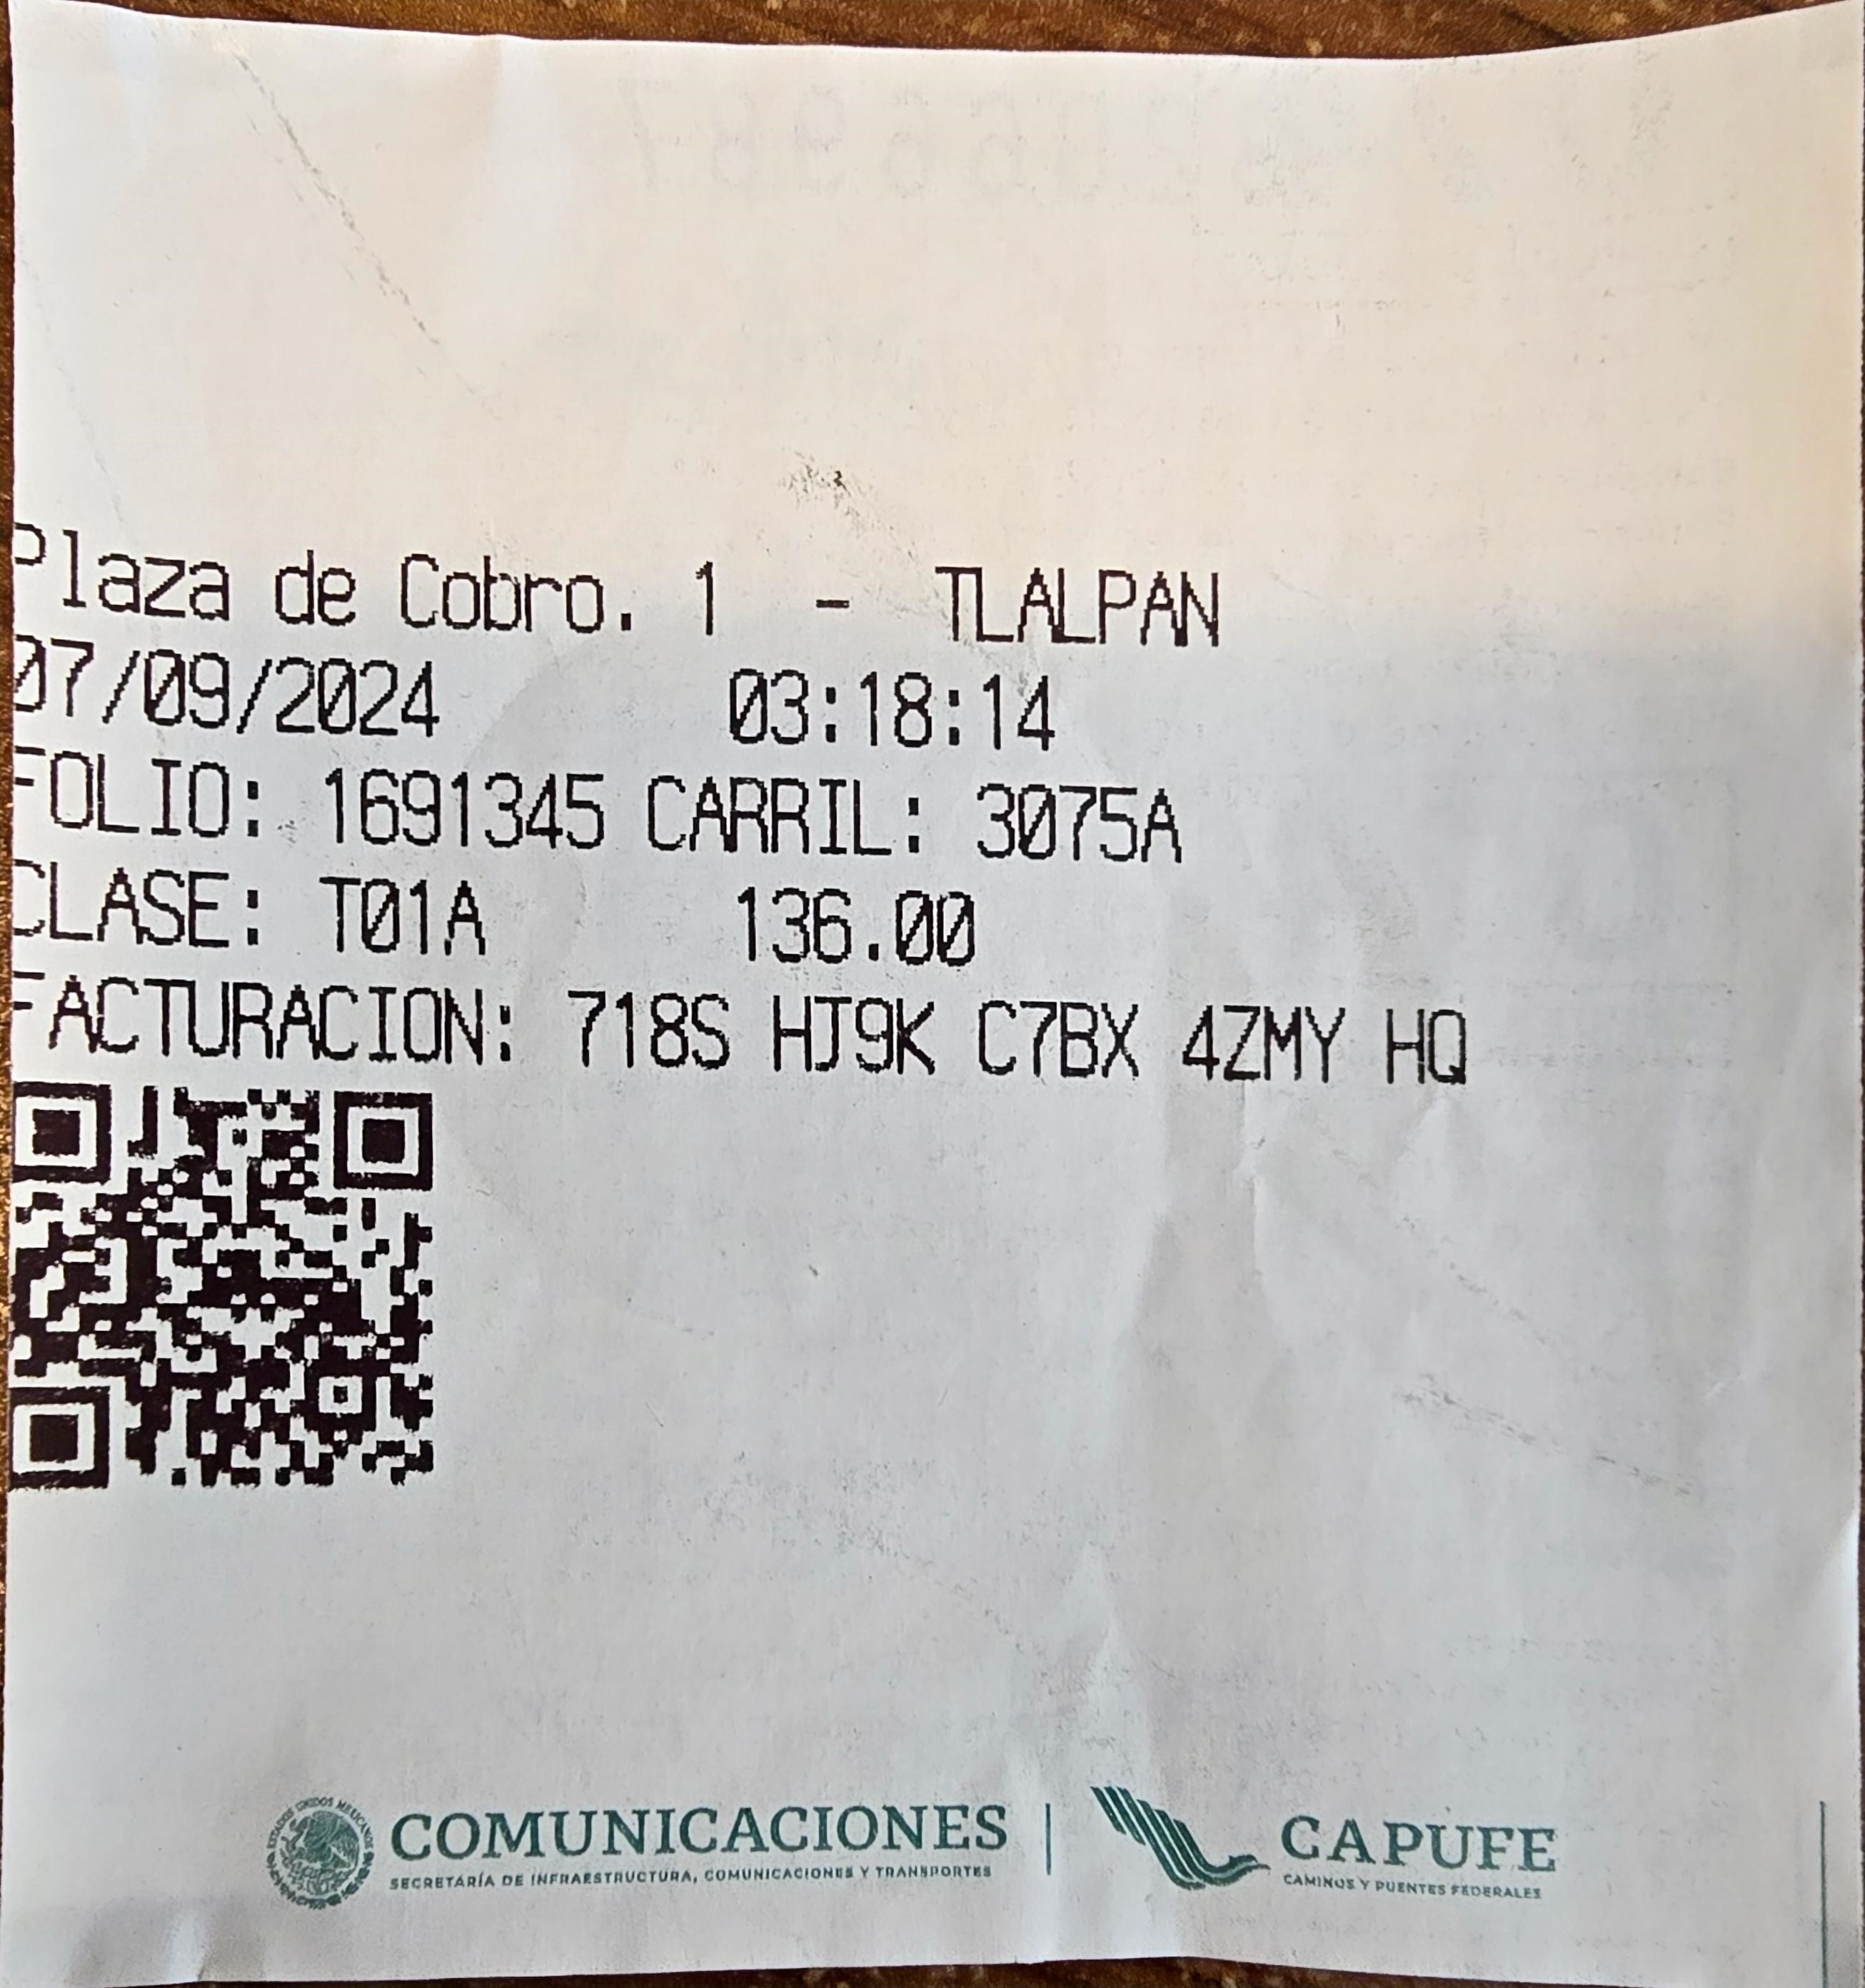 Plaza de Cobro. 1 - TLALPAN
07/09/2024 03:18:14
FOLIO: 1691345 CARRIL: 3075A
CLASE: T01A 136.00
FACTURACION: 718S HJ9K C7BX 4ZMY HQ
ESTADOS UNIDOS MEXICANOS
COMUNICACIONES
SECRETARÍA DE INFRAESTRUCTURA, COMUNICACIONES Y TRANSPORTES
CAPUFE
CAMINOS Y PUENTES FEDERALES